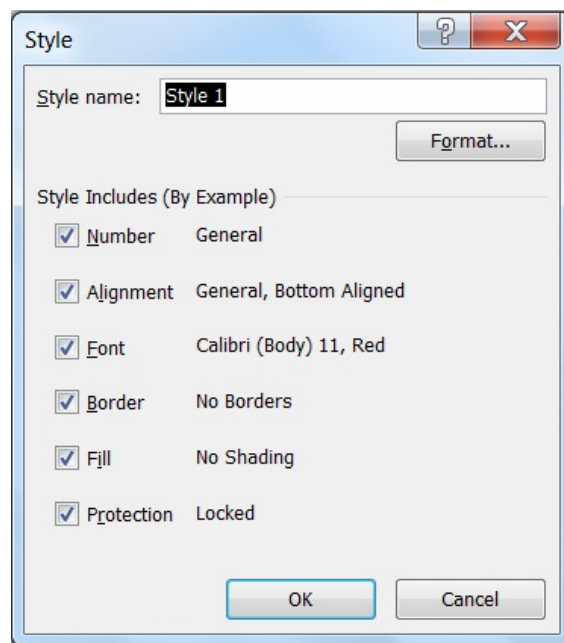 Style
Style name: Style 1
Format...
Style Includes (By Example)
Number General
Alignment General, Bottom Aligned
Font Calibri (Body) 11, Red
Border No Borders
Fill No Shading
Protection Locked
OK Cancel